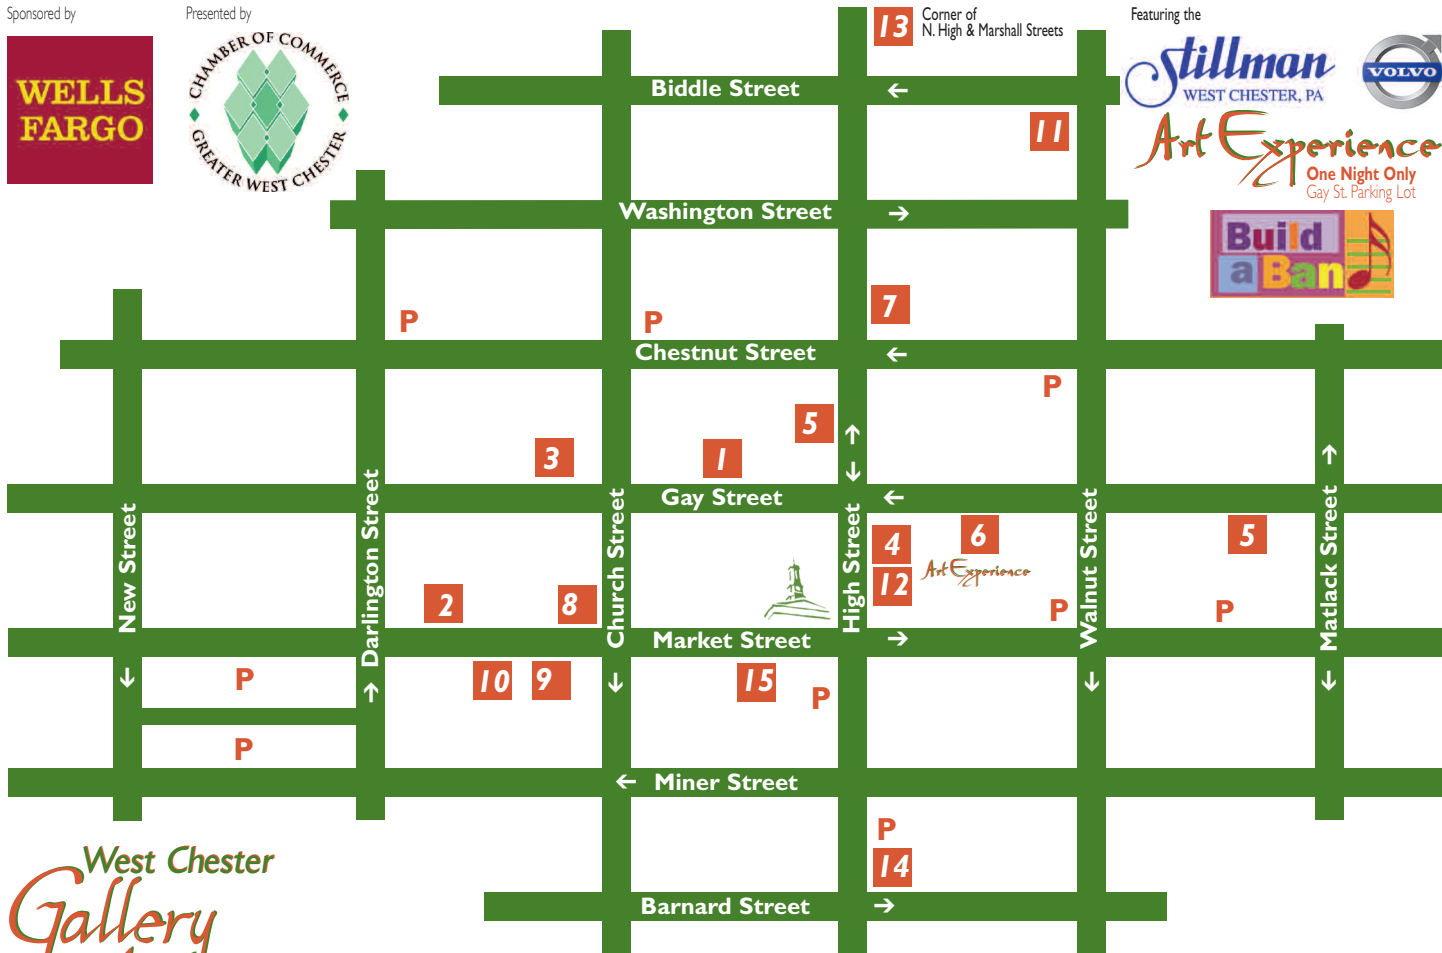 Sponsored by
WELLS
FARGO
Presented by
CHAMBER OF COMMERCE
GREATER WEST CHESTER
13
Corner of
N. High & Marshall Streets
Featuring the
Stillman
WEST CHESTER, PA
VOLVO
Art Experience
One Night Only
Gay St. Parking Lot
Build
a Band
Biddle Street ←
11
Washington Street →
7
P
P
Chestnut Street ←
P
5
3
1
Gay Street ←
New Street
Darlington Street
Church Street
High Street
Walnut Street
Matlack Street
4
6
5
Art Experience
12
2
8
P
P
Market Street →
P
10
9
15
P
P
← Miner Street
P
14
Barnard Street →
West Chester
Gallery